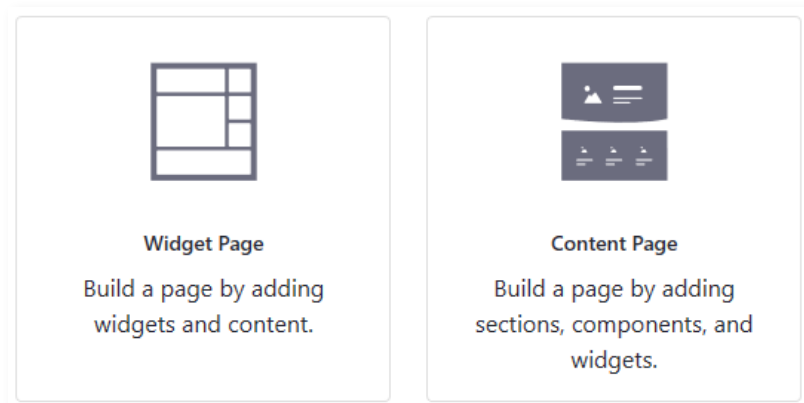 Widget Page
Build a page by adding
widgets and content.
Content Page
Build a page by adding
sections, components, and
widgets.